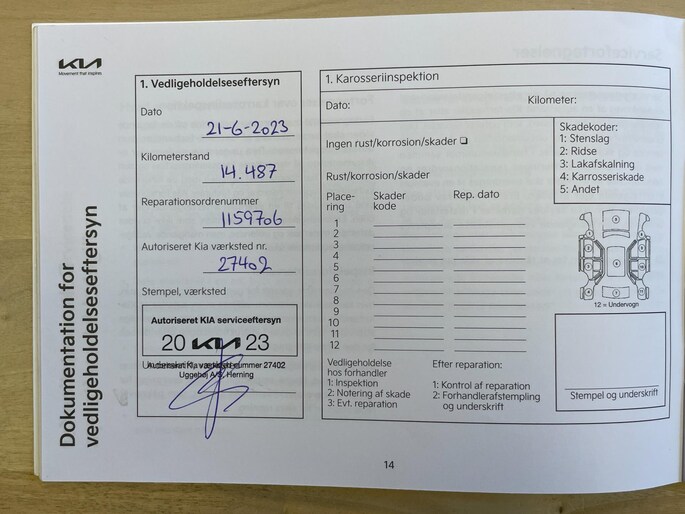 KIA
Movement that inspires
Dokumentation for
vedligeholdelseseftersyn
1. Vedligeholdelseseftersyn
Dato
21-6-2023
Kilometerstand
14.487
Reparationsordrenummer
1159706
Autoriseret Kia værksted nr.
27402
Stempel, værksted
Autoriseret KIA serviceeftersyn
20 KIA 23
Autoriseret Kia værksted nummer 27402
Uggehøj A/S, Herning
1. Karosseriinspektion
Dato: Kilometer:
Ingen rust/korrosion/skader
Rust/korrosion/skader
Skadekoder:
1: Stenslag
2: Ridse
3: Lakafskalning
4: Karosseriskade
5: Andet
Place- Skader Rep. dato
ring kode
1
2
3
4
5
6
7
8
9
10
11
12
12 = Undervogn
Vedligeholdelse
hos forhandler
1: Inspektion
2: Notering af skade
3: Evt. reparation
Efter reparation:
1: Kontrol af reparation
2: Forhandlerafstempling
og underskrift
Stempel og underskrift
14